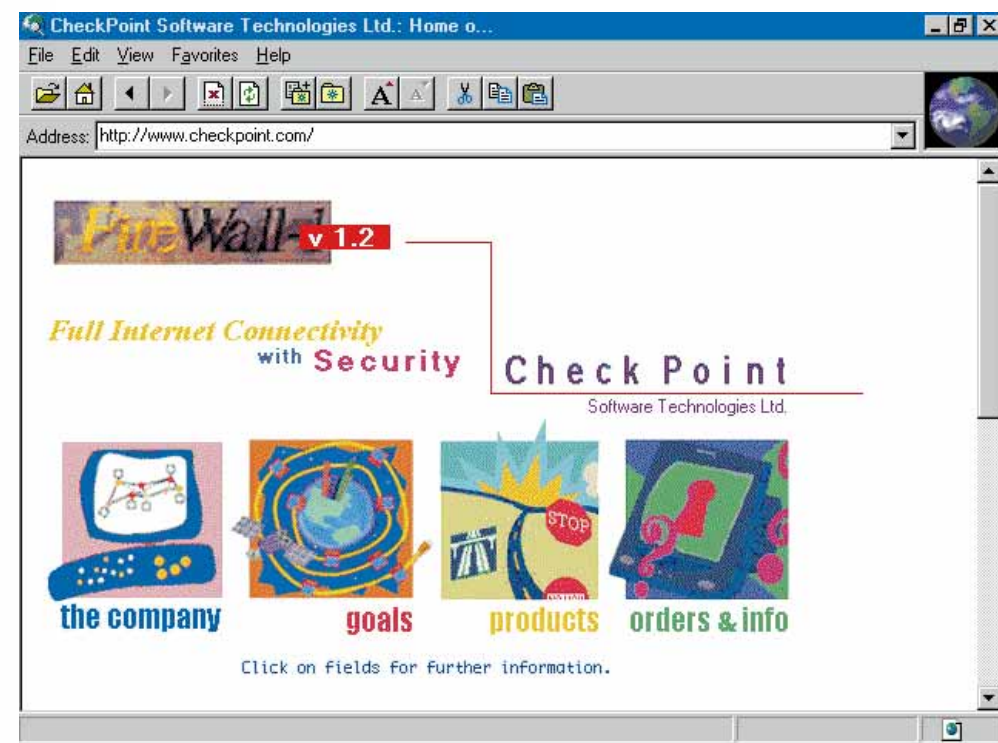 CheckPoint Software Technologies Ltd.: Home o...
File Edit View Favorites Help
Address: http://www.checkpoint.com/
FireWall-1
v 1.2
Full Internet Connectivity
with Security
Check Point
Software Technologies Ltd.
STOP
the company goals products orders & info
Click on fields for further information.